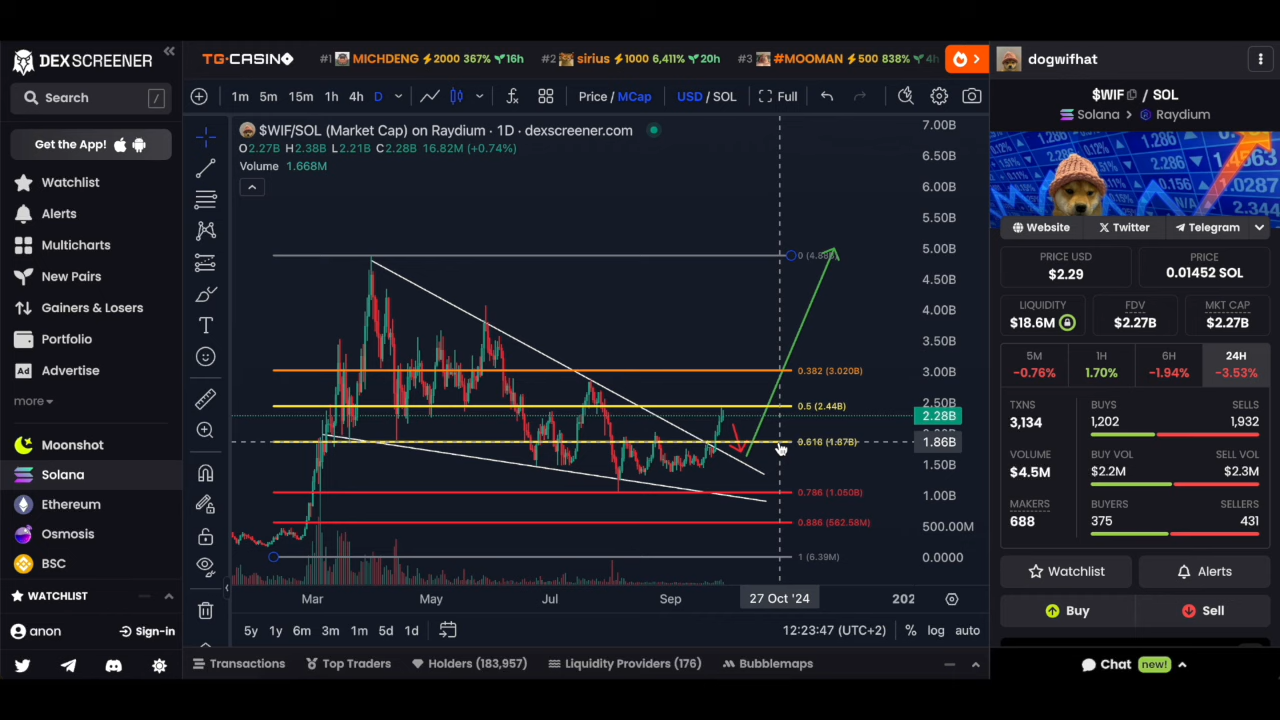 DEX SCREENER
Search
/
Get the App!
Watchlist
Alerts
Multicharts
New Pairs
Gainers & Losers
Portfolio
Advertise
more
Moonshot
Solana
Ethereum
Osmosis
BSC
WATCHLIST
anon
Sign-in
TG.CASINO
#1 MICHDENG 2000 367% 16h
#2 sirius 1000 6,411% 20h
#3 #MOOMAN 500 838% 4h
1m 5m 15m 1h 4h D
Price / MCap
USD / SOL
Full
$WIF/SOL (Market Cap) on Raydium · 1D · dexscreener.com
O2.27B H2.38B L2.21B C2.28B 16.82M (+0.74%)
Volume 1.668M
7.00B
6.50B
6.00B
5.50B
5.00B
4.50B
4.00B
3.50B
3.00B
2.50B
2.28B
1.86B
1.50B
1.00B
500.00M
0.0000
0.382 (3.020B)
0.5 (2.44B)
0.618 (1.87B)
0.786 (1.050B)
0.886 (562.58M)
1 (6.39M)
Mar May Jul Sep 27 Oct '24 202
5y 1y 6m 3m 1m 5d 1d
12:23:47 (UTC+2) % log auto
Transactions
Top Traders
Holders (183,957)
Liquidity Providers (176)
Bubblemaps
dogwifhat
$WIF / SOL
Solana > Raydium
Website
Twitter
Telegram
PRICE USD
$2.29
PRICE
0.01452 SOL
LIQUIDITY
$18.6M
FDV
$2.27B
MKT CAP
$2.27B
5M
-0.76%
1H
1.70%
6H
-1.94%
24H
-3.53%
TXNS
3,134
BUYS
1,202
SELLS
1,932
VOLUME
$4.5M
BUY VOL
$2.2M
SELL VOL
$2.3M
MAKERS
688
BUYERS
375
SELLERS
431
Watchlist
Alerts
Buy
Sell
Chat new!